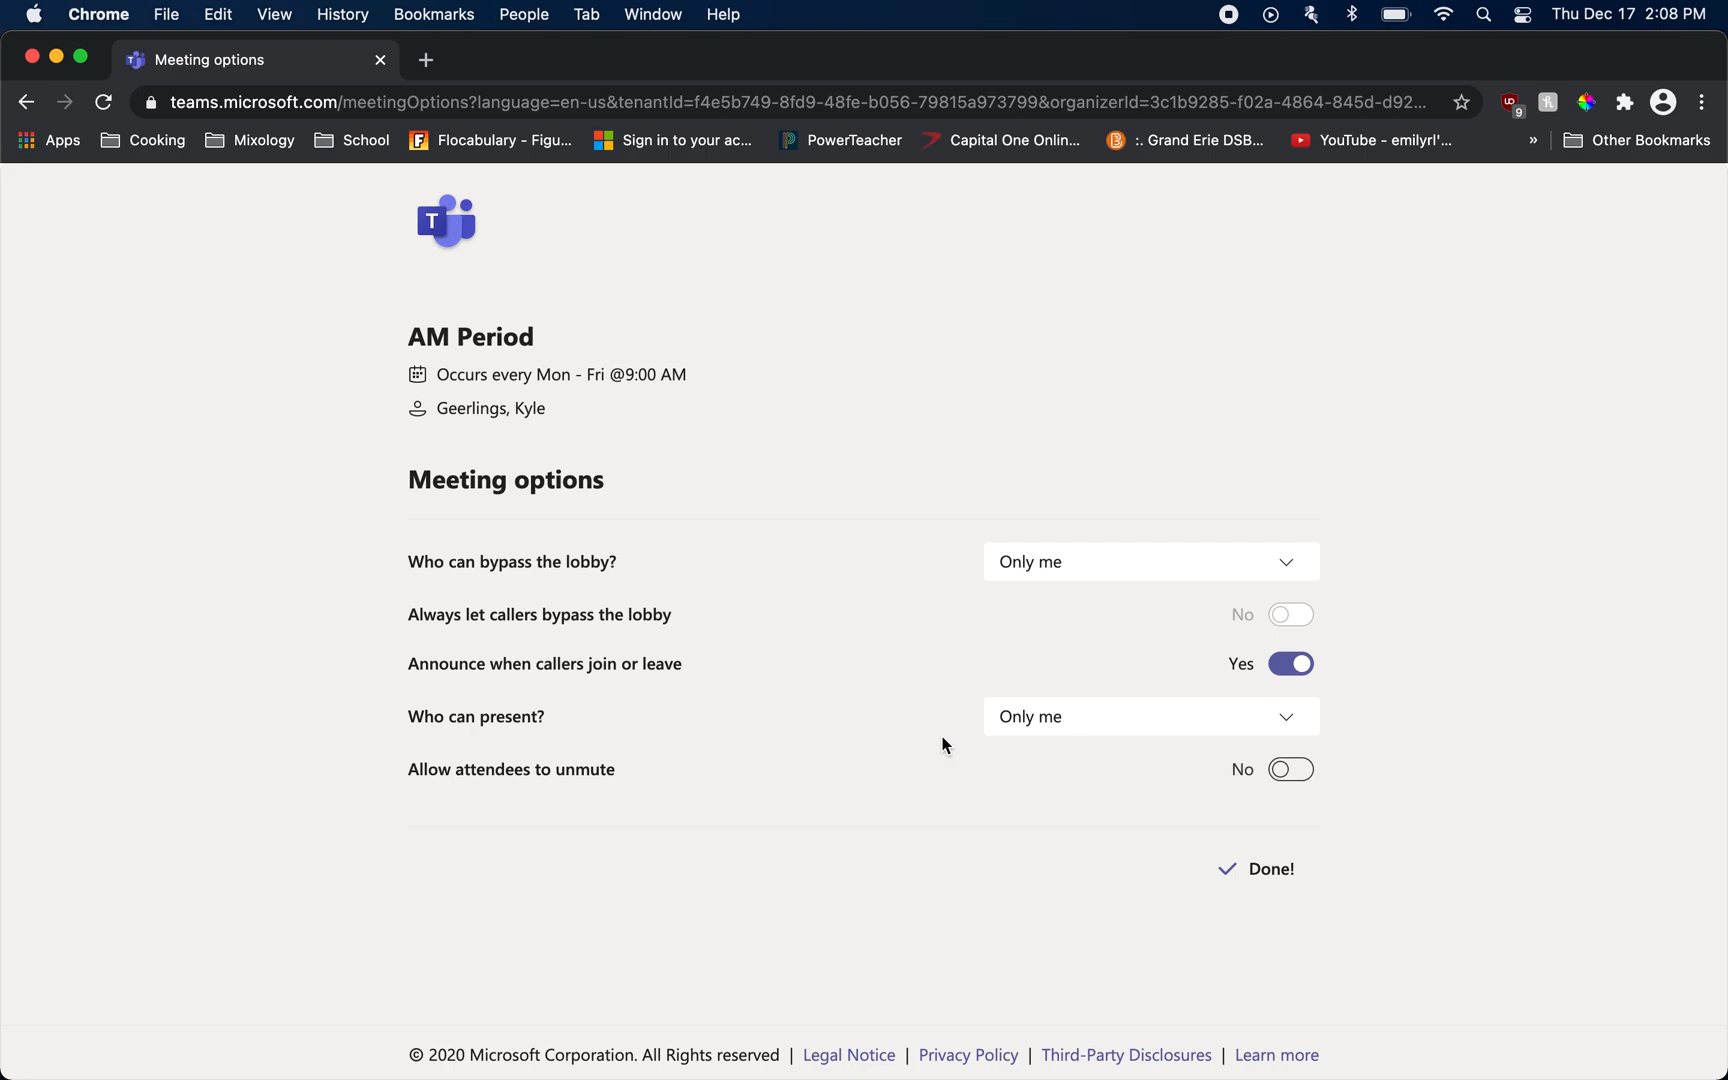 Chrome File Edit View History Bookmarks People Tab Window Help Thu Dec 17 2:08 PM
Meeting options
teams.microsoft.com/meetingOptions?language=en-us&tenantId=f4e5b749-8fd9-48fe-b056-79815a973799&organizerId=3c1b9285-f02a-4864-845d-d92... 9
Apps Cooking Mixology School Flocabulary - Figu... Sign in to your ac... PowerTeacher Capital One Onlin... :. Grand Erie DSB... YouTube - emilyrl'... » Other Bookmarks
T
AM Period
Occurs every Mon - Fri @9:00 AM
Geerlings, Kyle
Meeting options
Who can bypass the lobby? Only me
Always let callers bypass the lobby No
Announce when callers join or leave Yes
Who can present? Only me
Allow attendees to unmute No
Done!
© 2020 Microsoft Corporation. All Rights reserved | Legal Notice | Privacy Policy | Third-Party Disclosures | Learn more